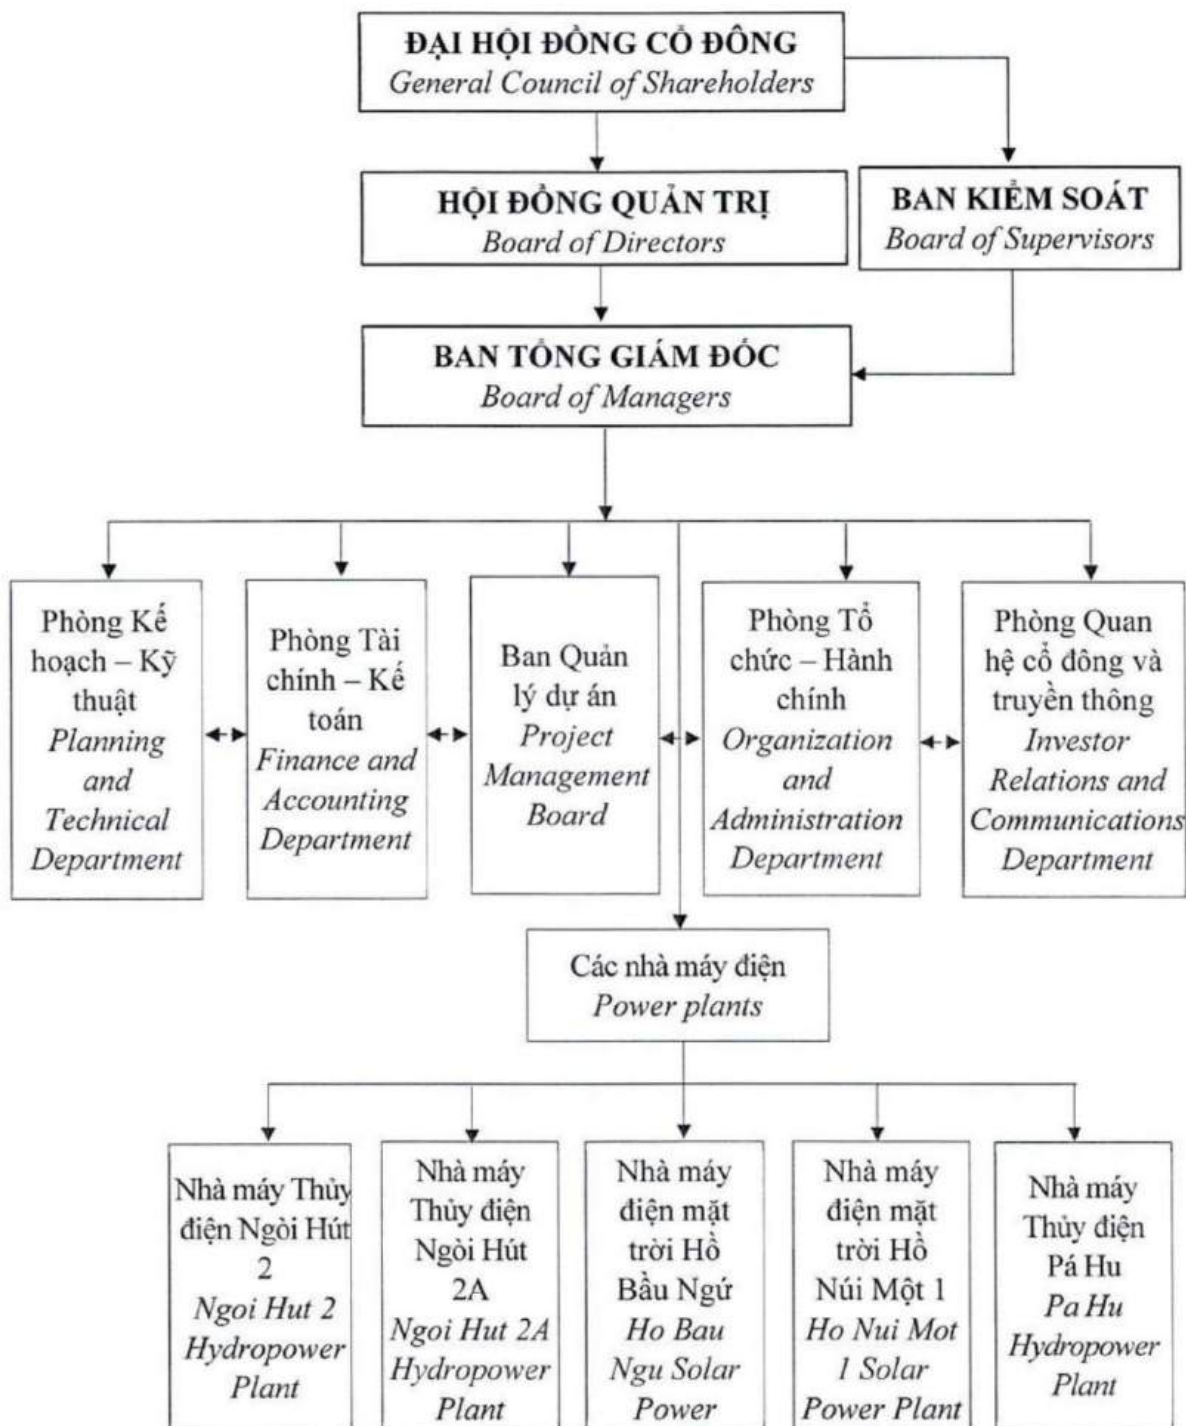 ĐẠI HỘI ĐỒNG CỔ ĐÔNG
General Council of Shareholders
HỘI ĐỒNG QUẢN TRỊ
Board of Directors
BAN KIỂM SOÁT
Board of Supervisors
BAN TỔNG GIÁM ĐỐC
Board of Managers
Phòng Kế
hoạch – Kỹ
thuật
Planning
and
Technical
Department
Phòng Tài
chính – Kế
toán
Finance and
Accounting
Department
Ban Quản
lý dự án
Project
Management
Board
Phòng Tổ
chức – Hành
chính
Organization
and
Administration
Department
Phòng Quan
hệ cổ đông và
truyền thông
Investor
Relations and
Communications
Department
Các nhà máy điện
Power plants
Nhà máy Thủy
điện Ngòi Hút
2
Ngoi Hut 2
Hydropower
Plant
Nhà máy
Thủy điện
Ngòi Hút
2A
Ngoi Hut 2A
Hydropower
Plant
Nhà máy
điện mặt
trời Hồ
Bầu Ngứ
Ho Bau
Ngu Solar
Power
Nhà máy
điện mặt
trời Hồ
Núi Một 1
Ho Nui Mot
1 Solar
Power Plant
Nhà máy
Thủy điện
Pá Hu
Pa Hu
Hydropower
Plant